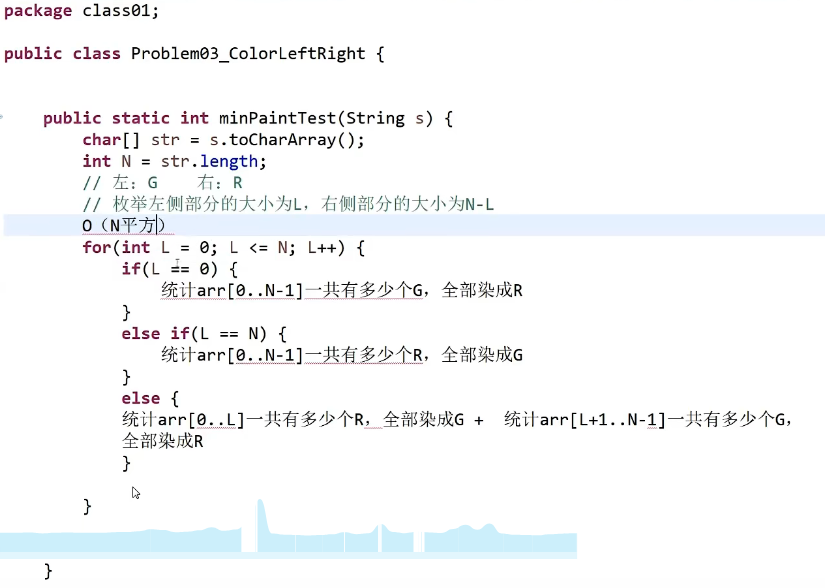 package class01;
public class Problem03_ColorLeftRight {
public static int minPaintTest(String s) {
char[] str = s.toCharArray();
int N = str.length;
// 左: G 右: R
// 枚举左侧部分的大小为L，右侧部分的大小为N-L
O（N平方）
for(int L = 0; L <= N; L++) {
if(L == 0) {
统计arr[0..N-1]一共有多少个G，全部染成R
}
else if(L == N) {
统计arr[0..N-1]一共有多少个R，全部染成G
}
else {
统计arr[0..L]一共有多少个R，全部染成G + 统计arr[L+1..N-1]一共有多少个G，
全部染成R
}
}
}